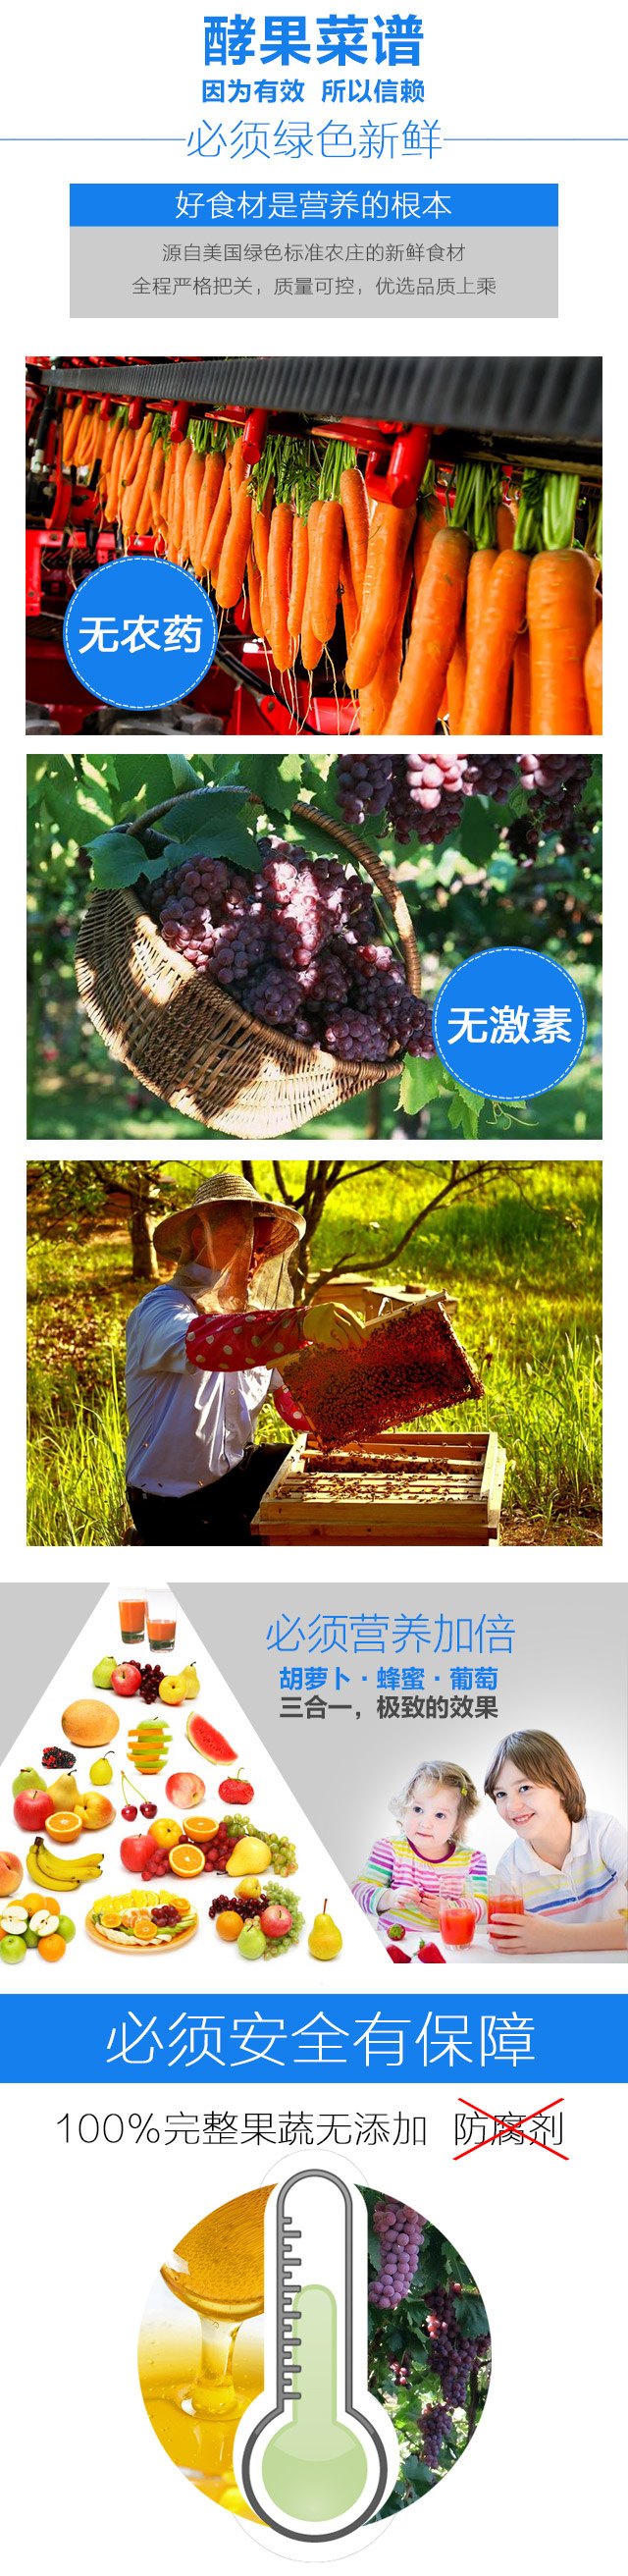 酵果菜谱
因为有效 所以信赖
必须绿色新鲜
好食材是营养的根本
源自美国绿色标准农庄的新鲜食材
全程严格把关，质量可控，优选品质上乘
无农药
无激素
必须营养加倍
胡萝卜·蜂蜜·葡萄
三合一，极致的效果
必须安全有保障
100%完整果蔬无添加 防腐剂